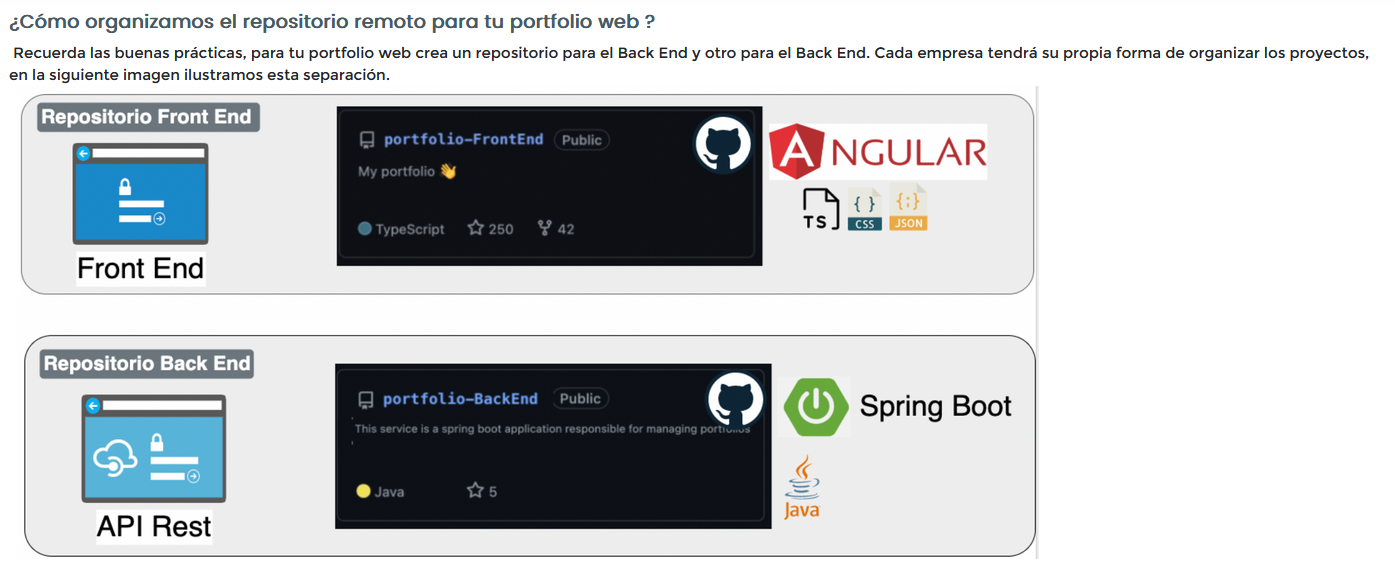 ¿Cómo organizamos el repositorio remoto para tu portfolio web ?
Recuerda las buenas prácticas, para tu portfolio web crea un repositorio para el Back End y otro para el Back End. Cada empresa tendrá su propia forma de organizar los proyectos,
en la siguiente imagen ilustramos esta separación.
Repositorio Front End
portfolio-FrontEnd Public
My portfolio 👋
TypeScript 250 42
Front End
ANGULAR
TS { } CSS {:} JSON
Repositorio Back End
portfolio-BackEnd Public
This service is a spring boot application responsible for managing portfolios
Java 5
API Rest
Spring Boot
Java